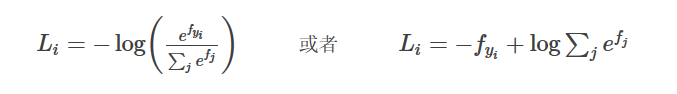 $L_i = -\log\left(\frac{e^{f_{y_i}}}{\sum_j e^{f_j}}\right)$ 或者 $L_i = -f_{y_i} + \log \sum_j e^{f_j}$